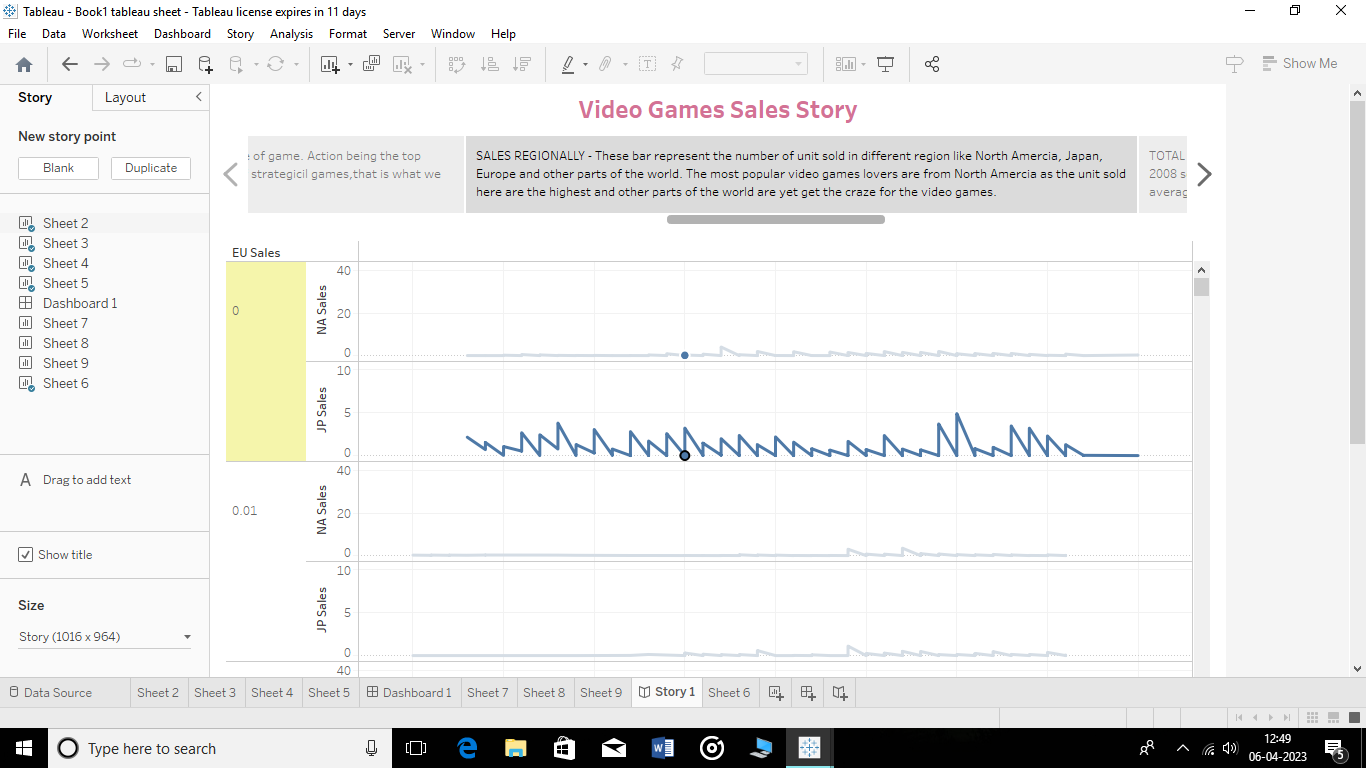 Tableau - Book1 tableau sheet - Tableau license expires in 11 days
File Data Worksheet Dashboard Story Analysis Format Server Window Help
Show Me
Story Layout
New story point
Blank Duplicate
Sheet 2
Sheet 3
Sheet 4
Sheet 5
Dashboard 1
Sheet 7
Sheet 8
Sheet 9
Sheet 6
A Drag to add text
Show title
Size
Story (1016 x 964)
Video Games Sales Story
e of game. Action being the top
strategicil games,that is what we
SALES REGIONALLY - These bar represent the number of unit sold in different region like North Amercia, Japan,
Europe and other parts of the world. The most popular video games lovers are from North Amercia as the unit sold
here are the highest and other parts of the world are yet get the craze for the video games.
TOTAL
2008 s
averag
EU Sales
0
NA Sales
40
20
0
JP Sales
10
5
0
0.01
NA Sales
40
20
0
JP Sales
10
5
0
40
Data Source Sheet 2 Sheet 3 Sheet 4 Sheet 5 Dashboard 1 Sheet 7 Sheet 8 Sheet 9 Story 1 Sheet 6
Type here to search
12:49
06-04-2023
5